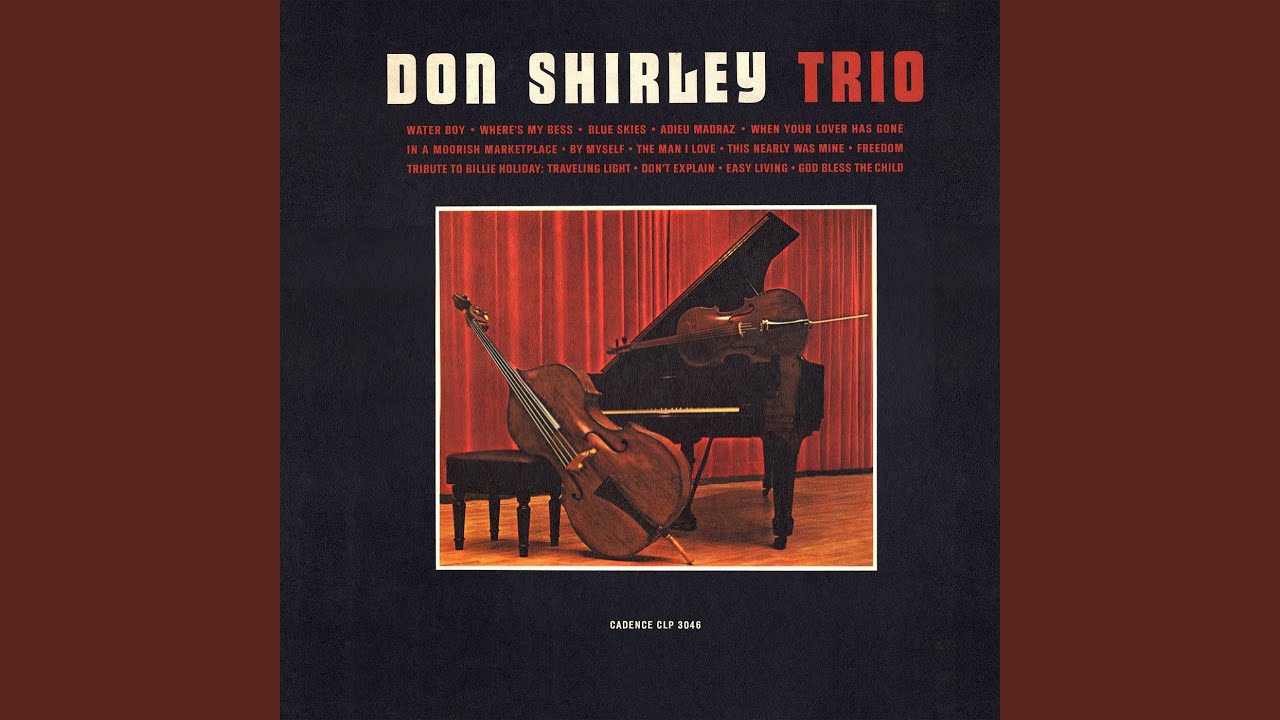 DON SHIRLEY TRIO
WATER BOY • WHERE'S MY BESS • BLUE SKIES • ADIEU MADRAZ • WHEN YOUR LOVER HAS GONE
IN A MOORISH MARKETPLACE • BY MYSELF • THE MAN I LOVE • THIS NEARLY WAS MINE • FREEDOM
TRIBUTE TO BILLIE HOLIDAY: TRAVELING LIGHT • DON'T EXPLAIN • EASY LIVING • GOD BLESS THE CHILD
CADENCE CLP 3046